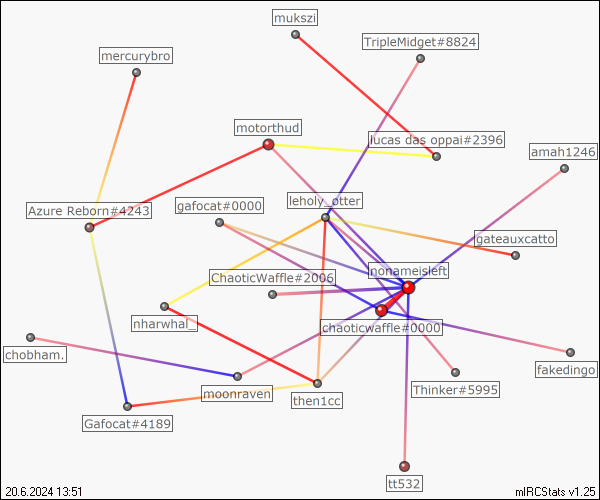 mukszi
TripleMidget#8824
mercurybro
motorthud
lucas das oppai#2396
amah1246
leholy_otter
gafocat#0000
Azure Reborn#4243
gateauxcatto
nonameisleft
ChaoticWaffle#2006
nharwhal_
chaoticwaffle#0000
chobham.
fakedingo
moonraven
Thinker#5995
then1cc
Gafocat#4189
tt532
20.6.2024 13:51
mIRCStats v1.25